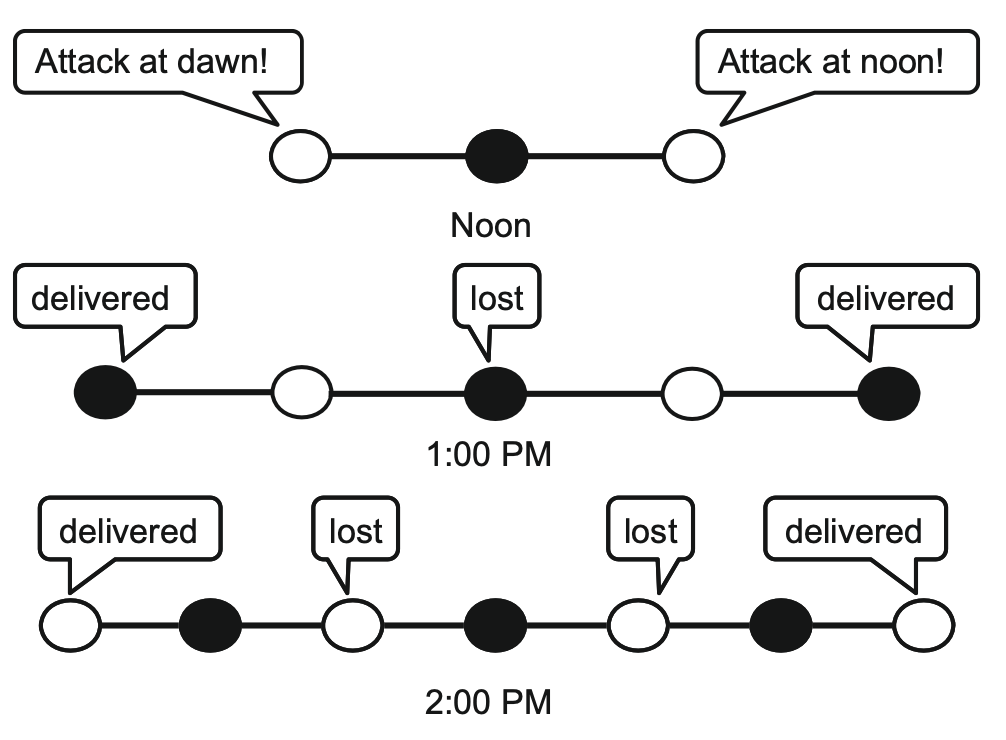 Attack at dawn!
Attack at noon!
Noon
delivered
lost
delivered
1:00 PM
delivered
lost
lost
delivered
2:00 PM